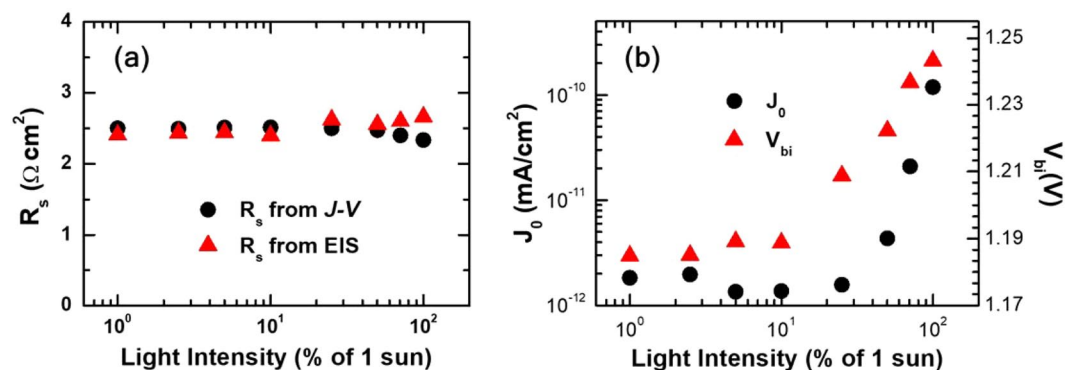 (a)
R_s (Ω cm²)
4
3
2
1
0
R_s from J-V
R_s from EIS
10⁰
10¹
10²
Light Intensity (% of 1 sun)
(b)
J_0 (mA/cm²)
10⁻¹⁰
10⁻¹¹
10⁻¹²
J_0
V_bi
1.25
1.23
1.21
1.19
1.17
V_bi(V)
10⁰
10¹
10²
Light Intensity (% of 1 sun)